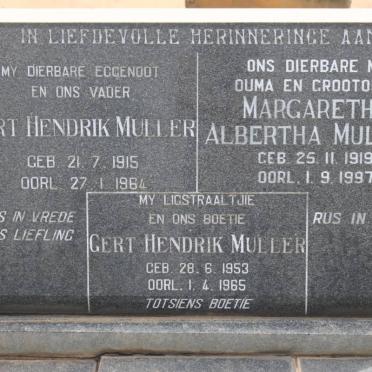 IN LIEFDEVOLLE HERINNERINGE AAN
MY DIERBARE EGGENOOT
EN ONS VADER
RT HENDRIK MULLER
GEB. 21. 7. 1915
OORL. 27. 1. 1964
S IN VREDE
S LIEFLING
ONS DIERBARE M
OUMA EN GROOTO
MARGARETH
ALBERTHA MUL
GEB. 25. 11. 1919
OORL. 1. 9. 1997
RUS IN
MY LIGSTRAALTJIE
EN ONS BOETIE
GERT HENDRIK MULLER
GEB. 28. 6. 1953
OORL. 1. 4. 1965
TOTSIENS BOETIE